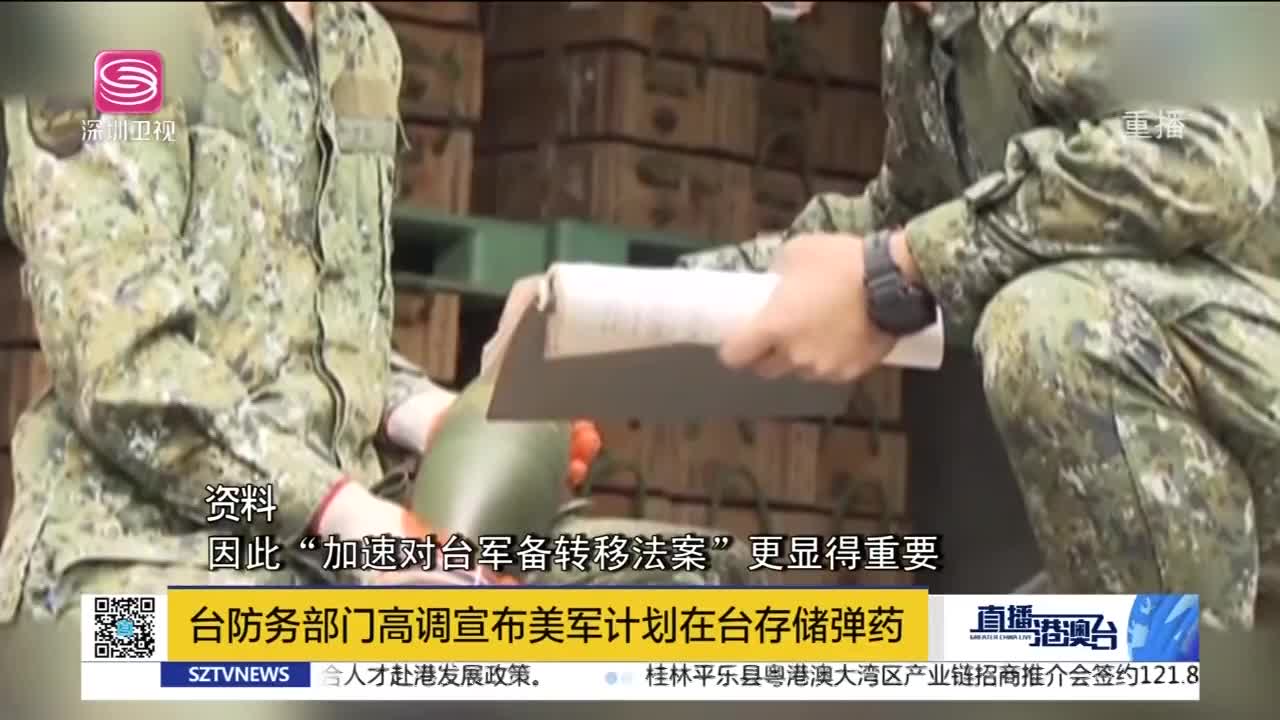 深圳卫视
重播
资料
因此“加速对台军备转移法案”更显得重要
台防务部门高调宣布美军计划在台存储弹药
直播港澳台
GREATER CHINA LIVE
SZTVNEWS
合人才赴港发展政策。 桂林平乐县粤港澳大湾区产业链招商推介会签约121.8